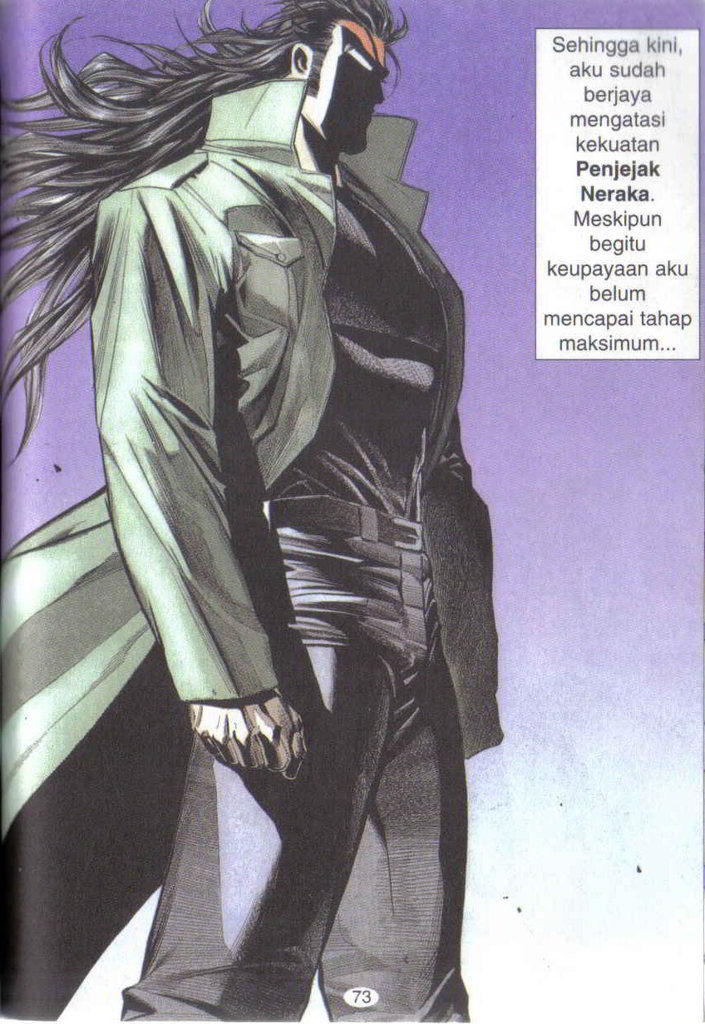 Sehingga kini,
aku sudah
berjaya
mengatasi
kekuatan
Penjejak
Neraka.
Meskipun
begitu
keupayaan aku
belum
mencapai tahap
maksimum...
73